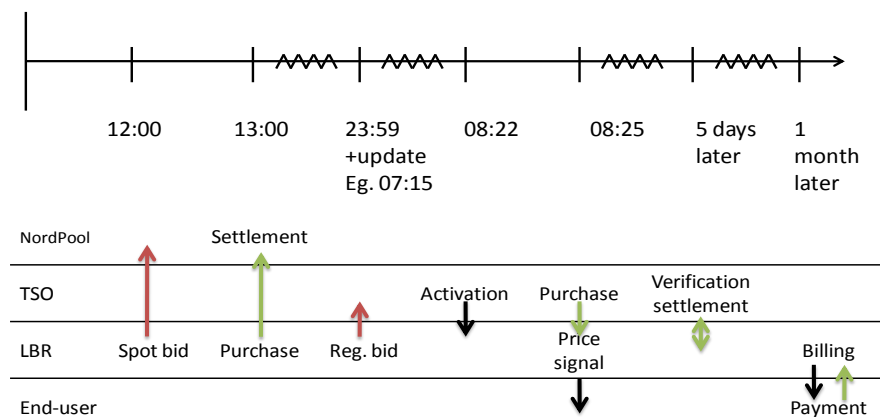 12:00
13:00
23:59
+update
Eg. 07:15
08:22
08:25
5 days
later
1
month
later
NordPool
Settlement
TSO
Activation
Purchase
Verification
settlement
LBR
Spot bid
Purchase
Reg. bid
Price
signal
Billing
End-user
Payment